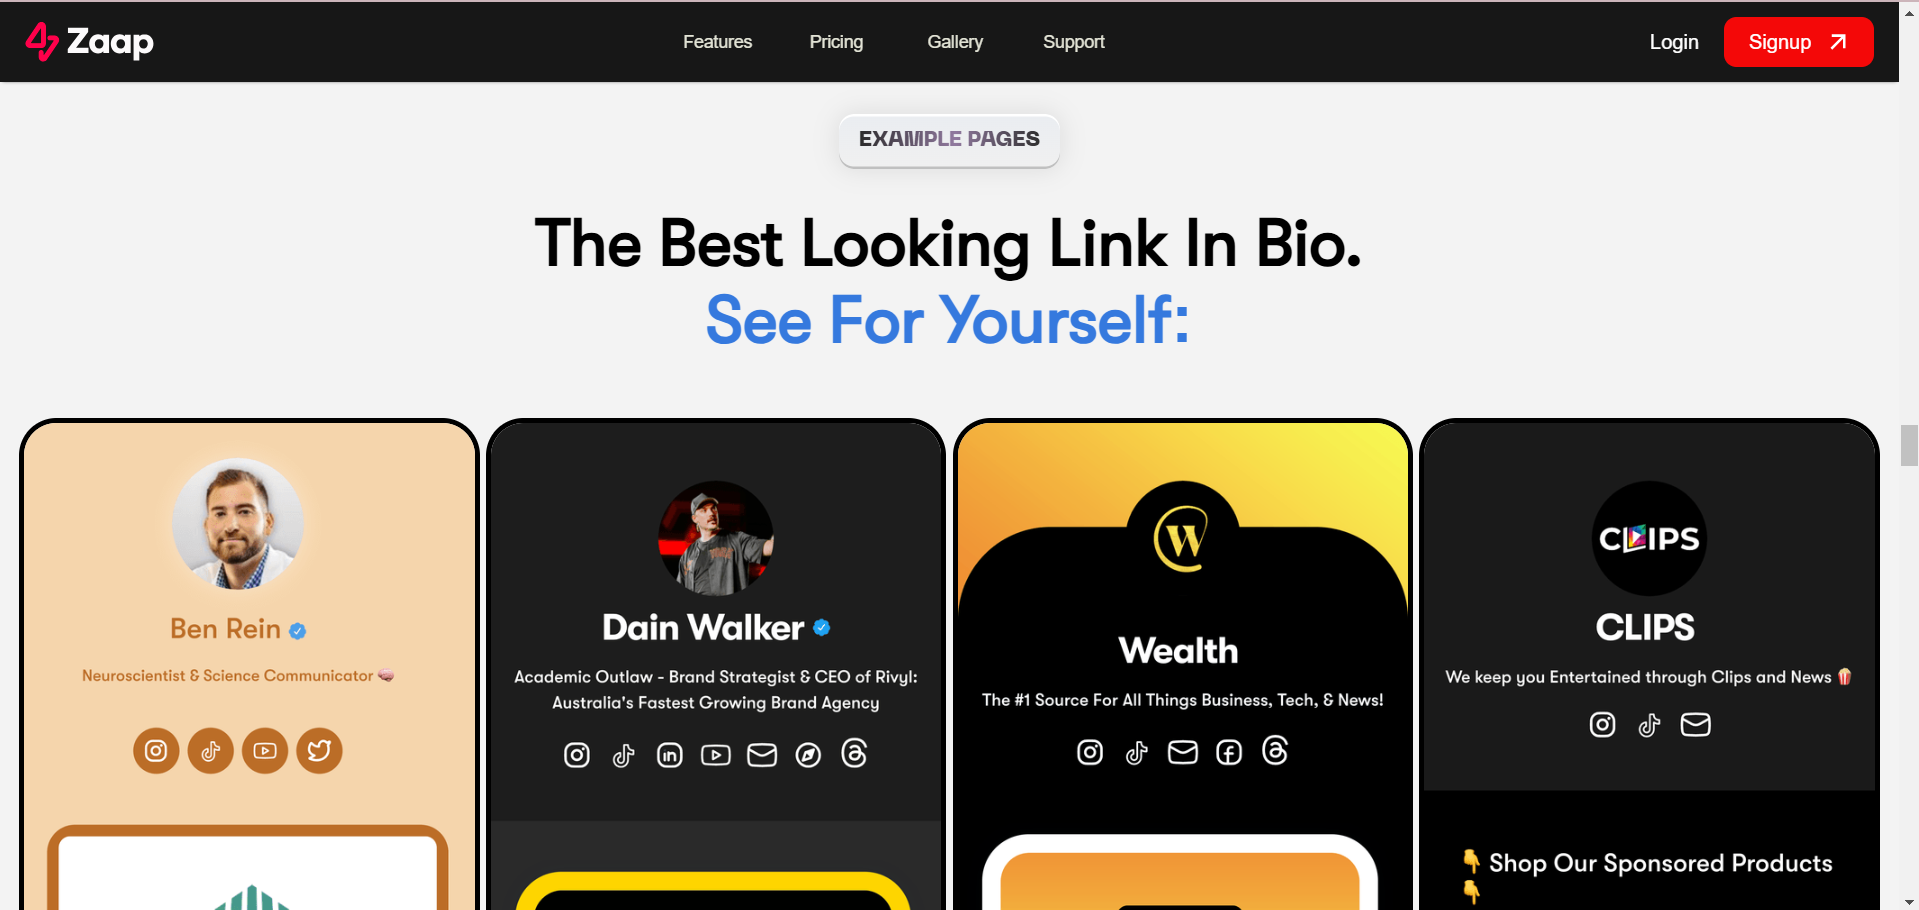 Zaap
Features
Pricing
Gallery
Support
Login
Signup
EXAMPLE PAGES
The Best Looking Link In Bio.
See For Yourself:
Ben Rein
Neuroscientist & Science Communicator 🧠
Dain Walker
Academic Outlaw - Brand Strategist & CEO of Rivyl:
Australia's Fastest Growing Brand Agency
W
Wealth
The #1 Source For All Things Business, Tech, & News!
CLIPS
CLIPS
We keep you Entertained through Clips and News 🍿
👇 Shop Our Sponsored Products
👇